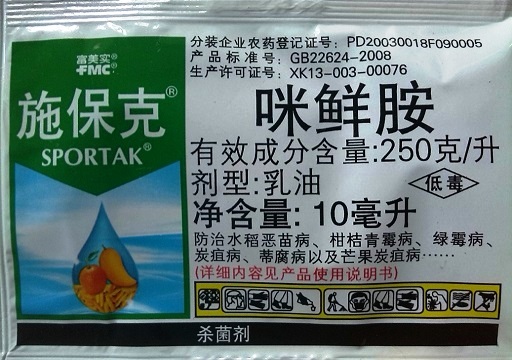 富美实®
FMC®
施保克®
SPORTAK®
分装企业农药登记证号：PD20030018F090005
产品标准号：GB22624-2008
生产许可证号：XK13-003-00076
咪鲜胺
有效成分含量:250克/升
剂型:乳油
低毒
净含量: 10毫升
防治水稻恶苗病、柑桔青霉病、绿霉病、
炭疽病、蒂腐病以及芒果炭疽病……
(详细内容见产品使用说明书)
杀菌剂